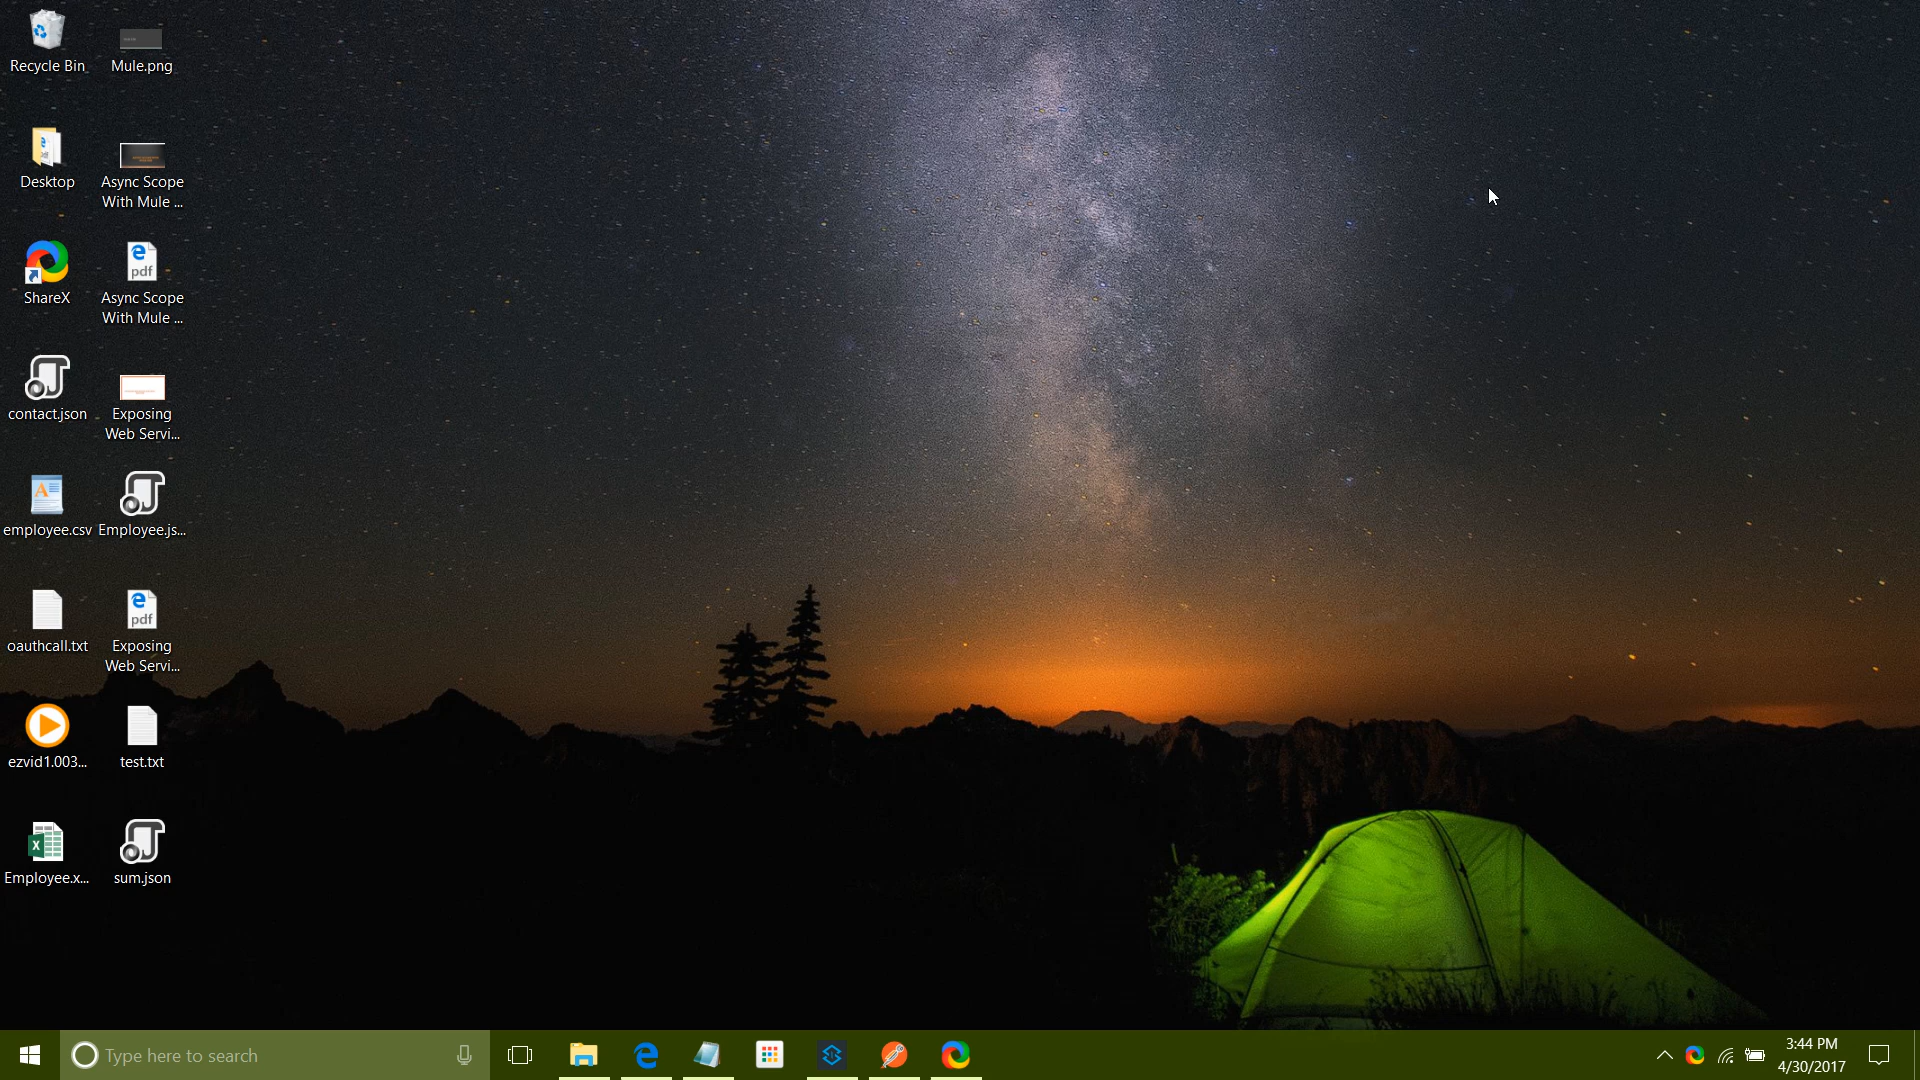 Recycle Bin
Mule.png
Desktop
Async Scope
With Mule ...
ShareX
Async Scope
With Mule ...
contact.json
Exposing
Web Servi...
employee.csv
Employee.js...
oauthcall.txt
Exposing
Web Servi...
ezvid1.003...
test.txt
Employee.x...
sum.json
Type here to search
3:44 PM
4/30/2017